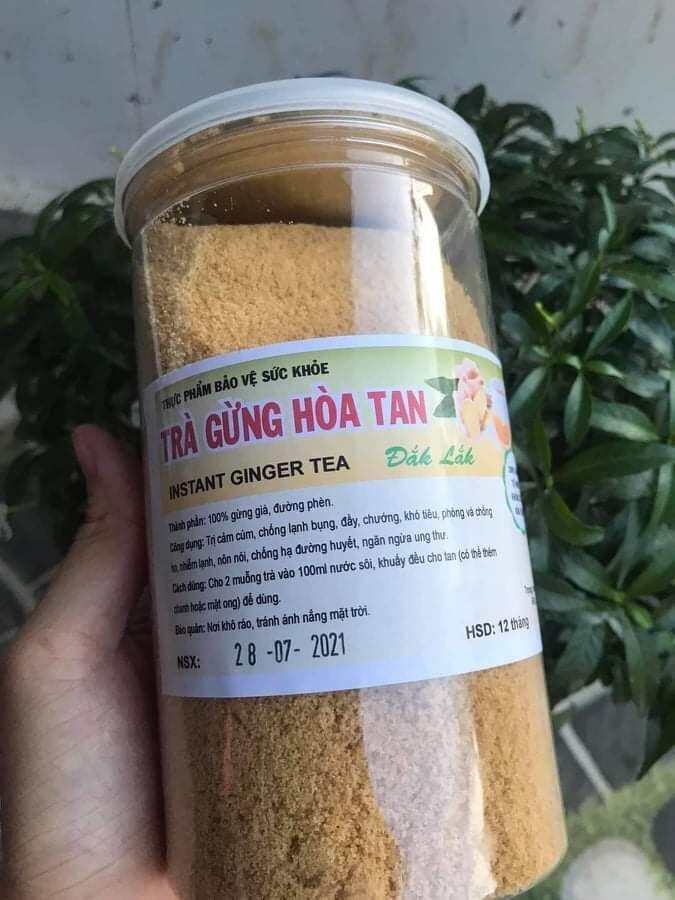 THỰC PHẨM BẢO VỆ SỨC KHỎE
TRÀ GỪNG HÒA TAN
INSTANT GINGER TEA
Đắk Lắk
Thành phần: 100% gừng già, đường phèn.
Công dụng: Trị cảm cúm, chống lạnh bụng, đầy, chướng, khó tiêu, phòng và chống
ho, nhiễm lạnh, nôn nói, chống hạ đường huyết, ngăn ngừa ung thư.
Cách dùng: Cho 2 muỗng trà vào 100ml nước sôi, khuấy đều cho tan (có thể thêm
chanh hoặc mật ong) để dùng.
Bảo quản: Nơi khô ráo, tránh ánh nắng mặt trời.
NSX: 28-07-2021
HSD: 12 tháng